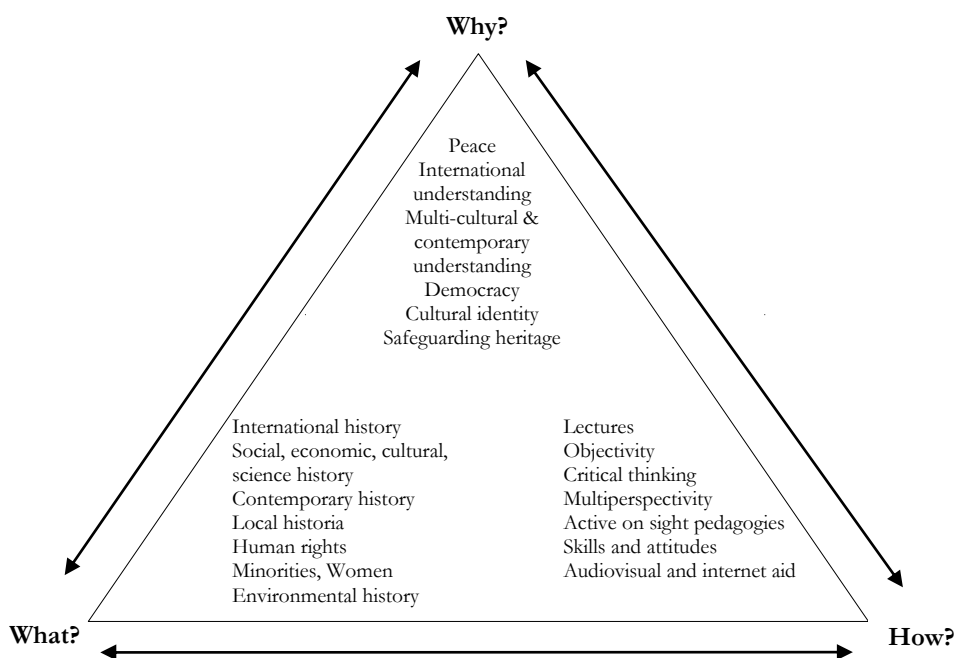 Why?
Peace
International
understanding
Multi-cultural &
contemporary
understanding
Democracy
Cultural identity
Safeguarding heritage
International history
Social, economic, cultural,
science history
Contemporary history
Local historia
Human rights
Minorities, Women
Environmental history
Lectures
Objectivity
Critical thinking
Multiperspectivity
Active on sight pedagogies
Skills and attitudes
Audiovisual and internet aid
What?
How?